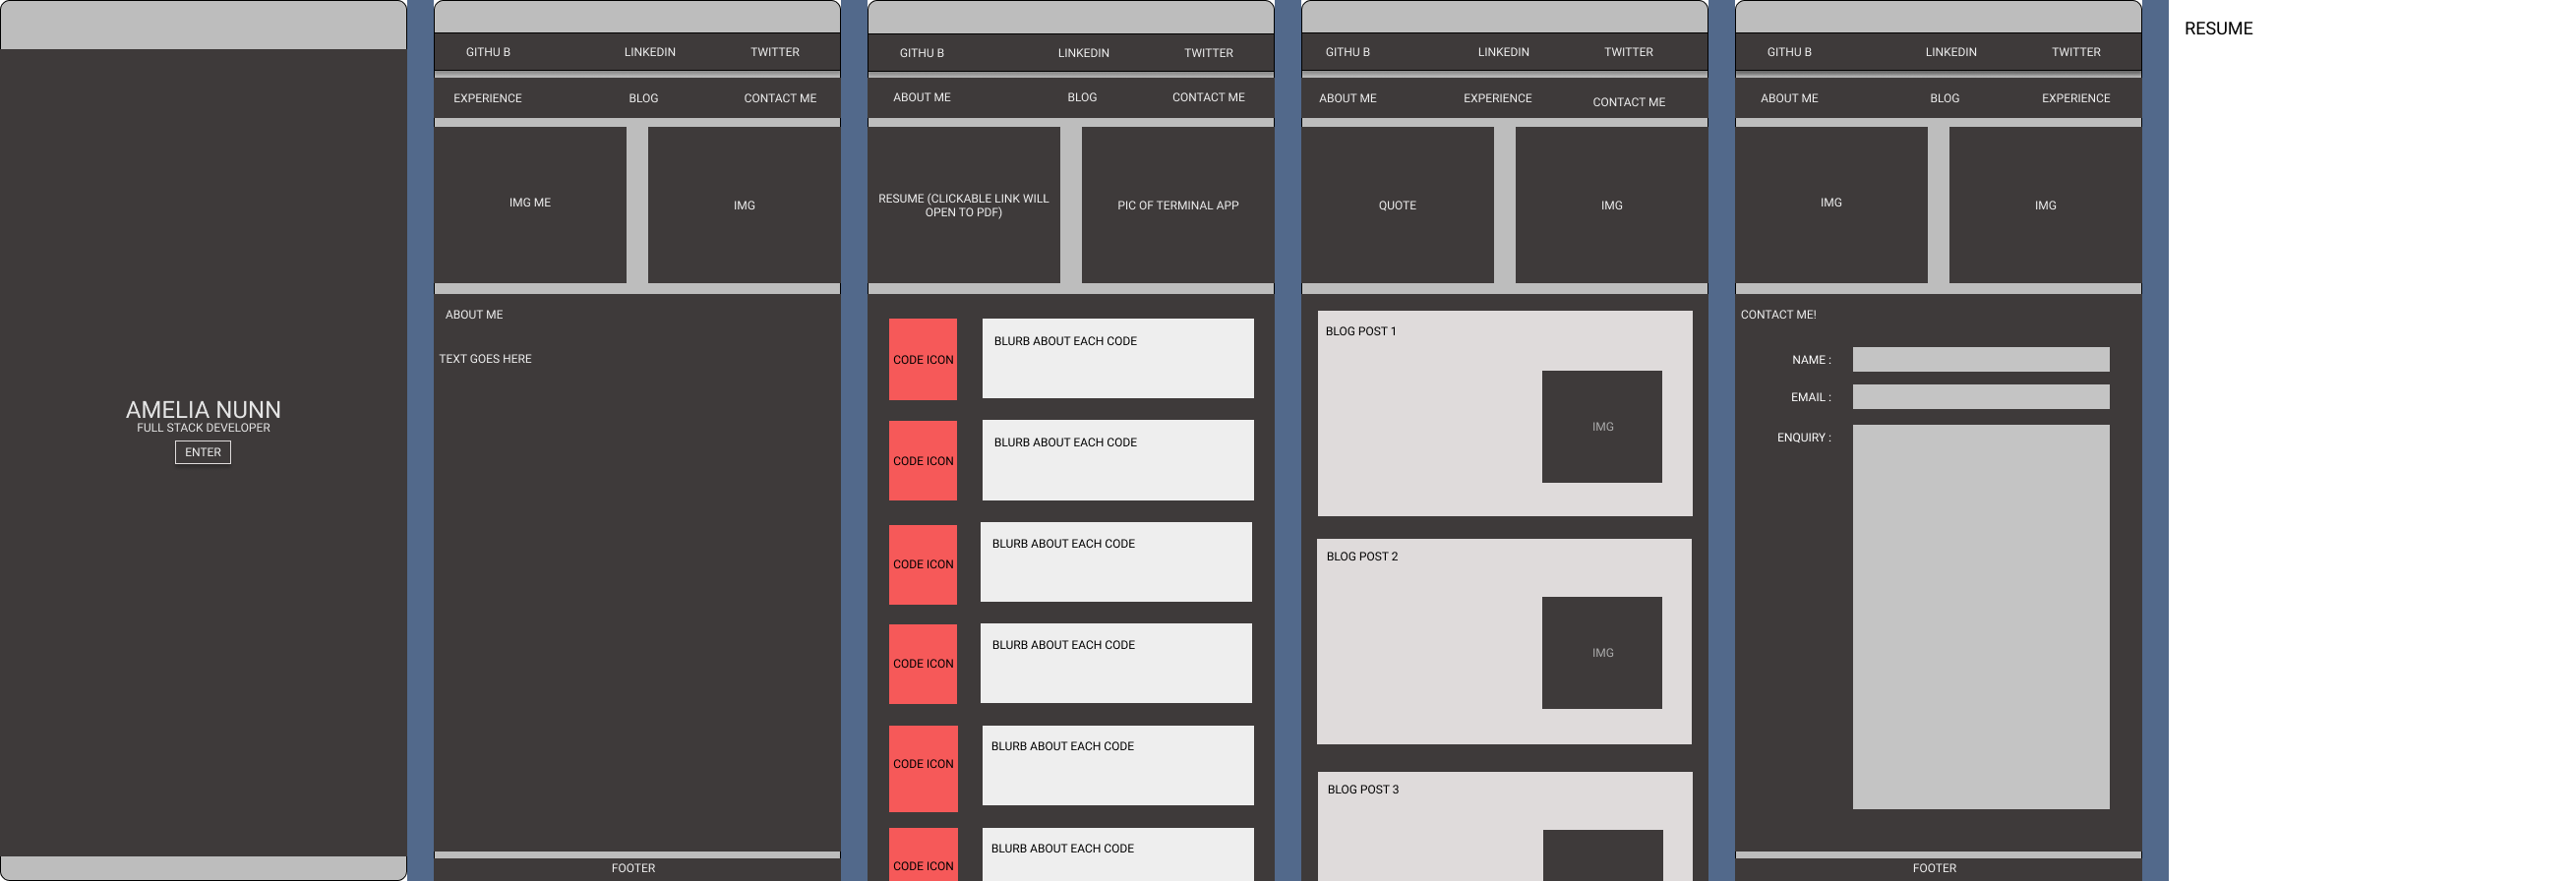 AMELIA NUNN
FULL STACK DEVELOPER
ENTER
GITHU B
LINKEDIN
TWITTER
EXPERIENCE
BLOG
CONTACT ME
IMG ME
IMG
ABOUT ME
TEXT GOES HERE
FOOTER
GITHU B
LINKEDIN
TWITTER
ABOUT ME
BLOG
CONTACT ME
RESUME (CLICKABLE LINK WILL
OPEN TO PDF)
PIC OF TERMINAL APP
CODE ICON
BLURB ABOUT EACH CODE
CODE ICON
BLURB ABOUT EACH CODE
CODE ICON
BLURB ABOUT EACH CODE
CODE ICON
BLURB ABOUT EACH CODE
CODE ICON
BLURB ABOUT EACH CODE
CODE ICON
BLURB ABOUT EACH CODE
GITHU B
LINKEDIN
TWITTER
ABOUT ME
EXPERIENCE
CONTACT ME
QUOTE
IMG
BLOG POST 1
IMG
BLOG POST 2
IMG
BLOG POST 3
GITHU B
LINKEDIN
TWITTER
ABOUT ME
BLOG
EXPERIENCE
IMG
IMG
CONTACT ME!
NAME :
EMAIL :
ENQUIRY :
FOOTER
RESUME